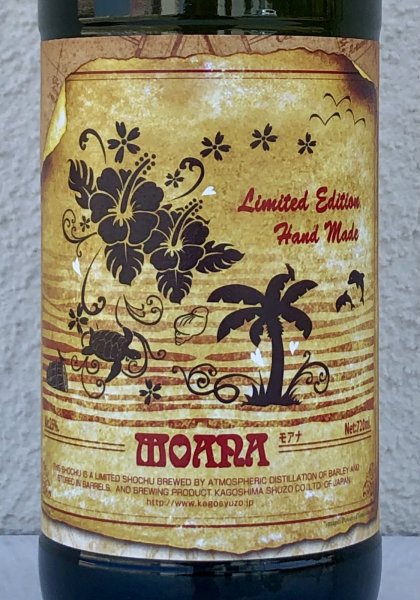 Limited Edition
Hand Made
MOANA モアナ
Net:720mL
THIS SHOCHU IS A LIMITED SHOCHU BREWED BY ATMOSPHERIC DISTILLATION OF BARLEY AND
STORED IN BARRELS. AND BREWING PRODUCT KAGOSHIMA SHUZO CO.LTD OF JAPAN.
http://www.kagosyuzo.jp